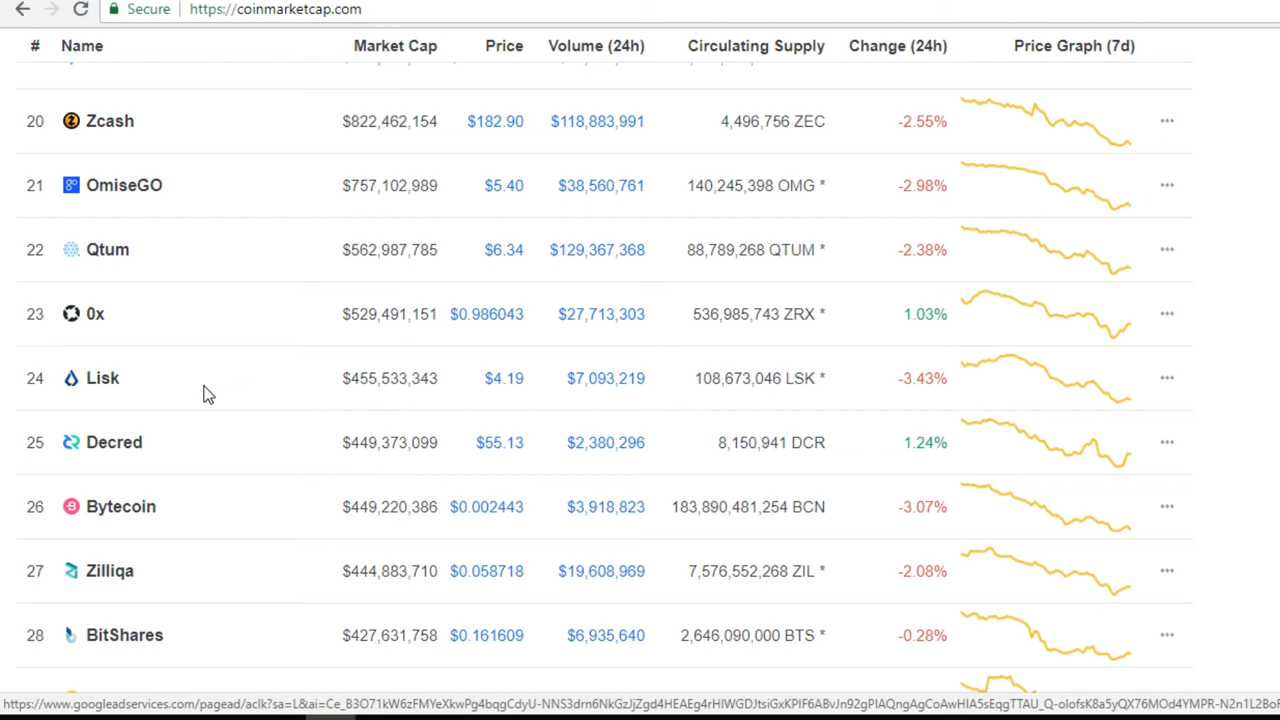 Secure https://coinmarketcap.com
# Name Market Cap Price Volume (24h) Circulating Supply Change (24h) Price Graph (7d)
20 Zcash $822,462,154 $182.90 $118,883,991 4,496,756 ZEC -2.55%
21 OmiseGO $757,102,989 $5.40 $38,560,761 140,245,398 OMG * -2.98%
22 Qtum $562,987,785 $6.34 $129,367,368 88,789,268 QTUM * -2.38%
23 0x $529,491,151 $0.986043 $27,713,303 536,985,743 ZRX * 1.03%
24 Lisk $455,533,343 $4.19 $7,093,219 108,673,046 LSK * -3.43%
25 Decred $449,373,099 $55.13 $2,380,296 8,150,941 DCR 1.24%
26 Bytecoin $449,220,386 $0.002443 $3,918,823 183,890,481,254 BCN -3.07%
27 Zilliqa $444,883,710 $0.058718 $19,608,969 7,576,552,268 ZIL * -2.08%
28 BitShares $427,631,758 $0.161609 $6,935,640 2,646,090,000 BTS * -0.28%